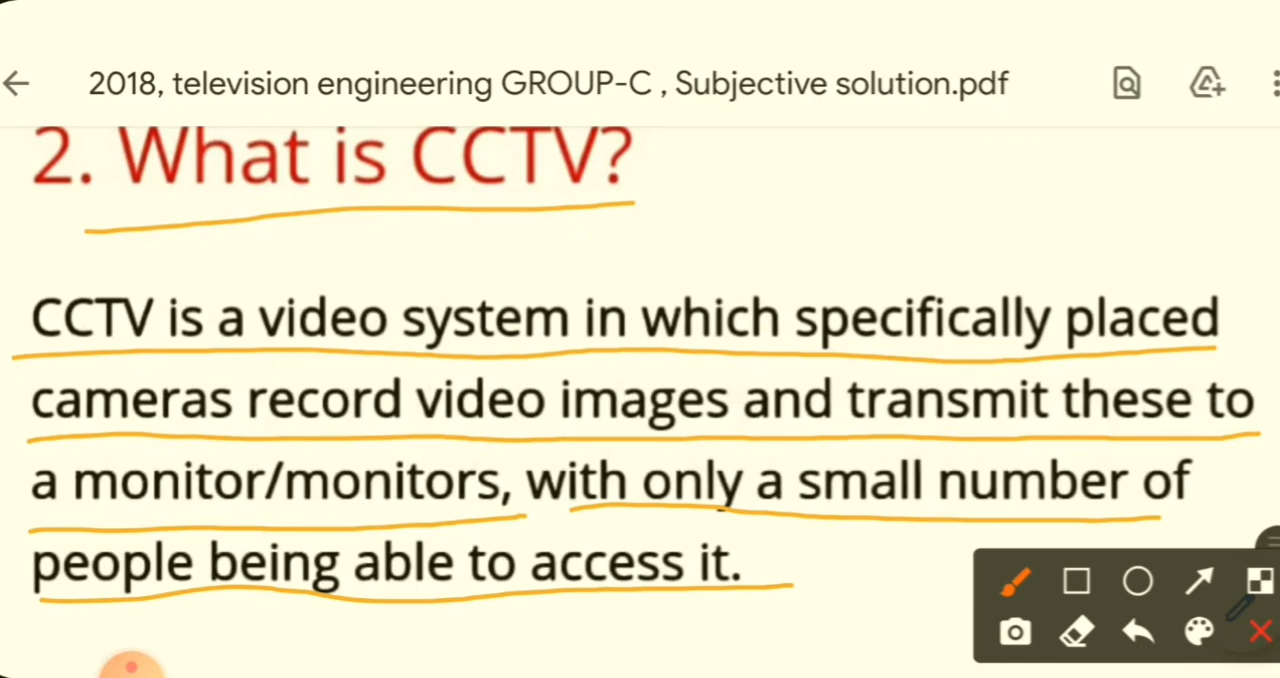 2018, television engineering GROUP-C , Subjective solution.pdf
2. What is CCTV?
CCTV is a video system in which specifically placed
cameras record video images and transmit these to
a monitor/monitors, with only a small number of
people being able to access it.